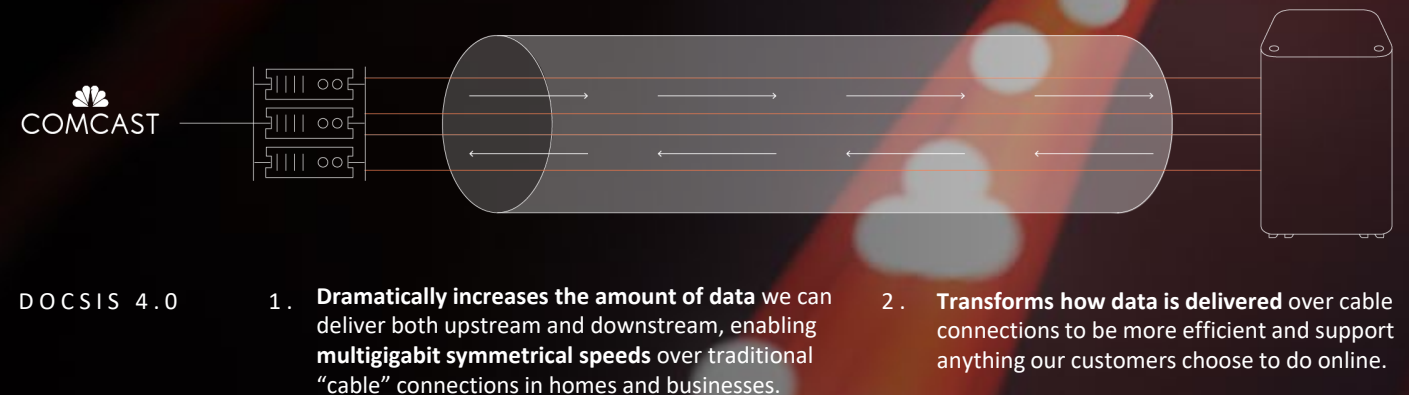 COMCAST
DOCSIS 4.0
1. Dramatically increases the amount of data we can
deliver both upstream and downstream, enabling
multigigabit symmetrical speeds over traditional
“cable” connections in homes and businesses.
2. Transforms how data is delivered over cable
connections to be more efficient and support
anything our customers choose to do online.